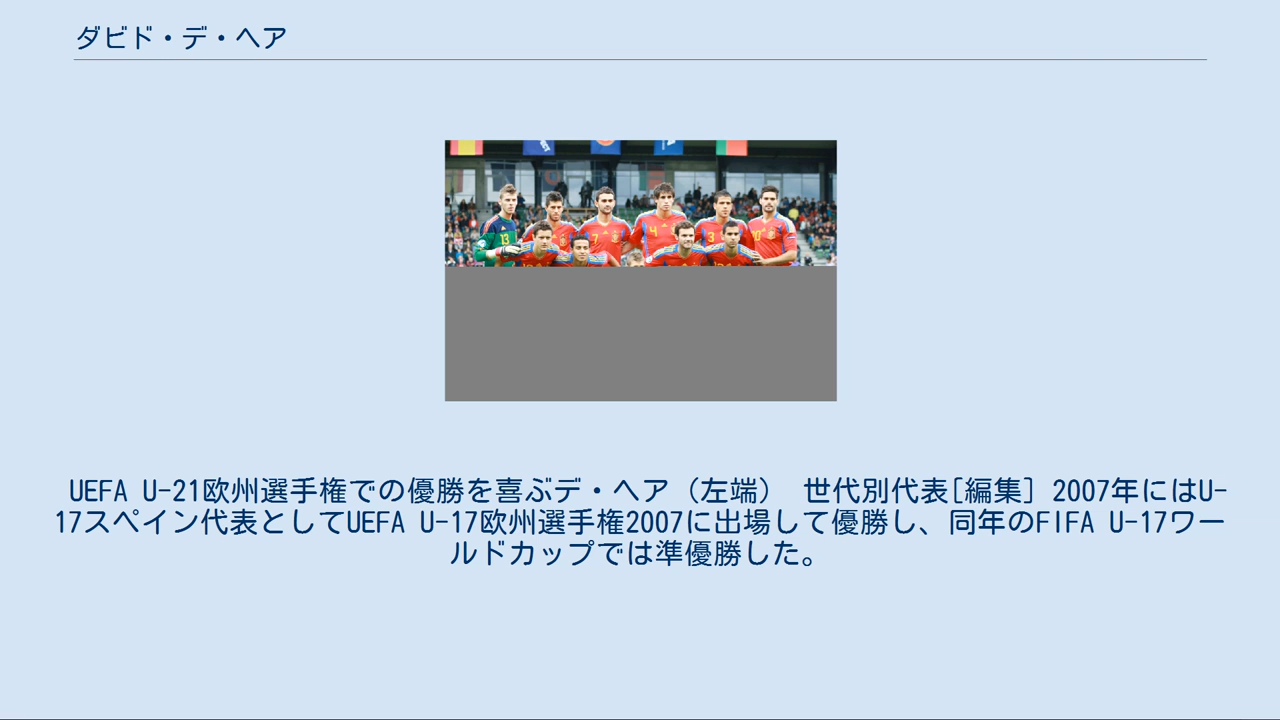 ダビド・デ・ヘア
13
7
4
3
UEFA U-21欧州選手権での優勝を喜ぶデ・ヘア（左端） 世代別代表[編集] 2007年にはU-
17スペイン代表としてUEFA U-17欧州選手権2007に出場して優勝し、同年のFIFA U-17ワー
ルドカップでは準優勝した。